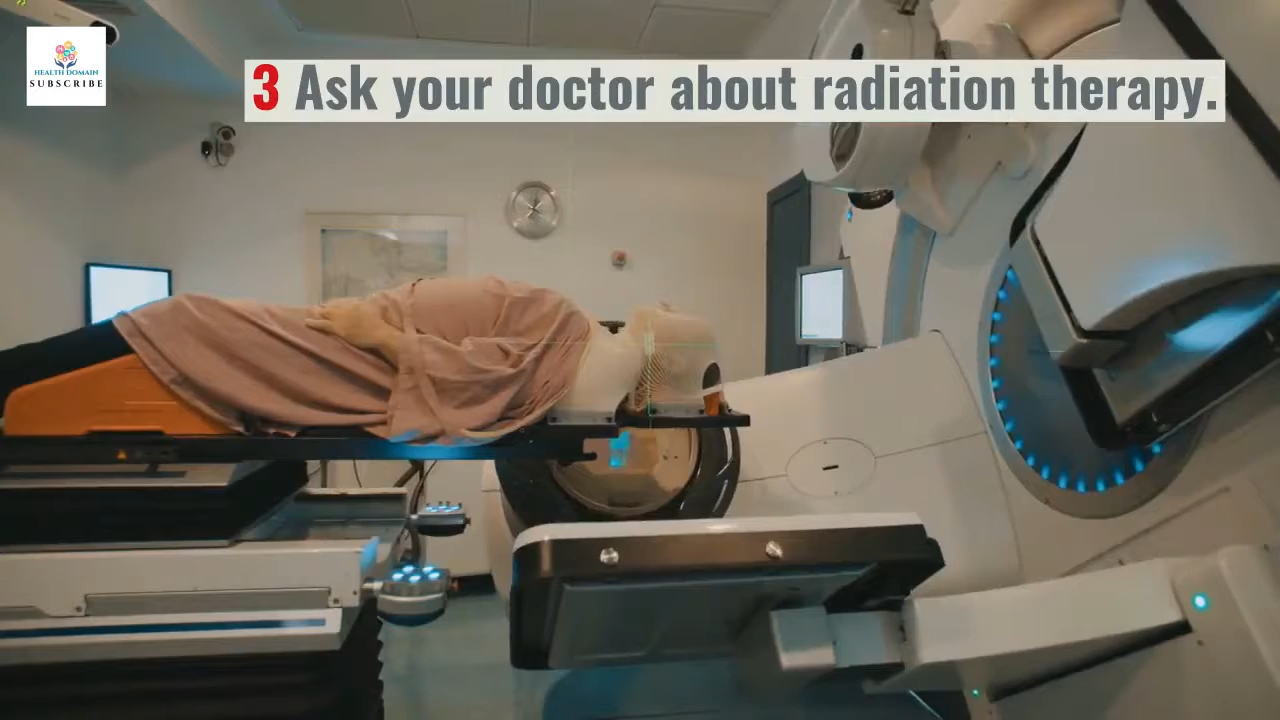 HEALTH DOMAIN
SUBSCRIBE
3 Ask your doctor about radiation therapy.